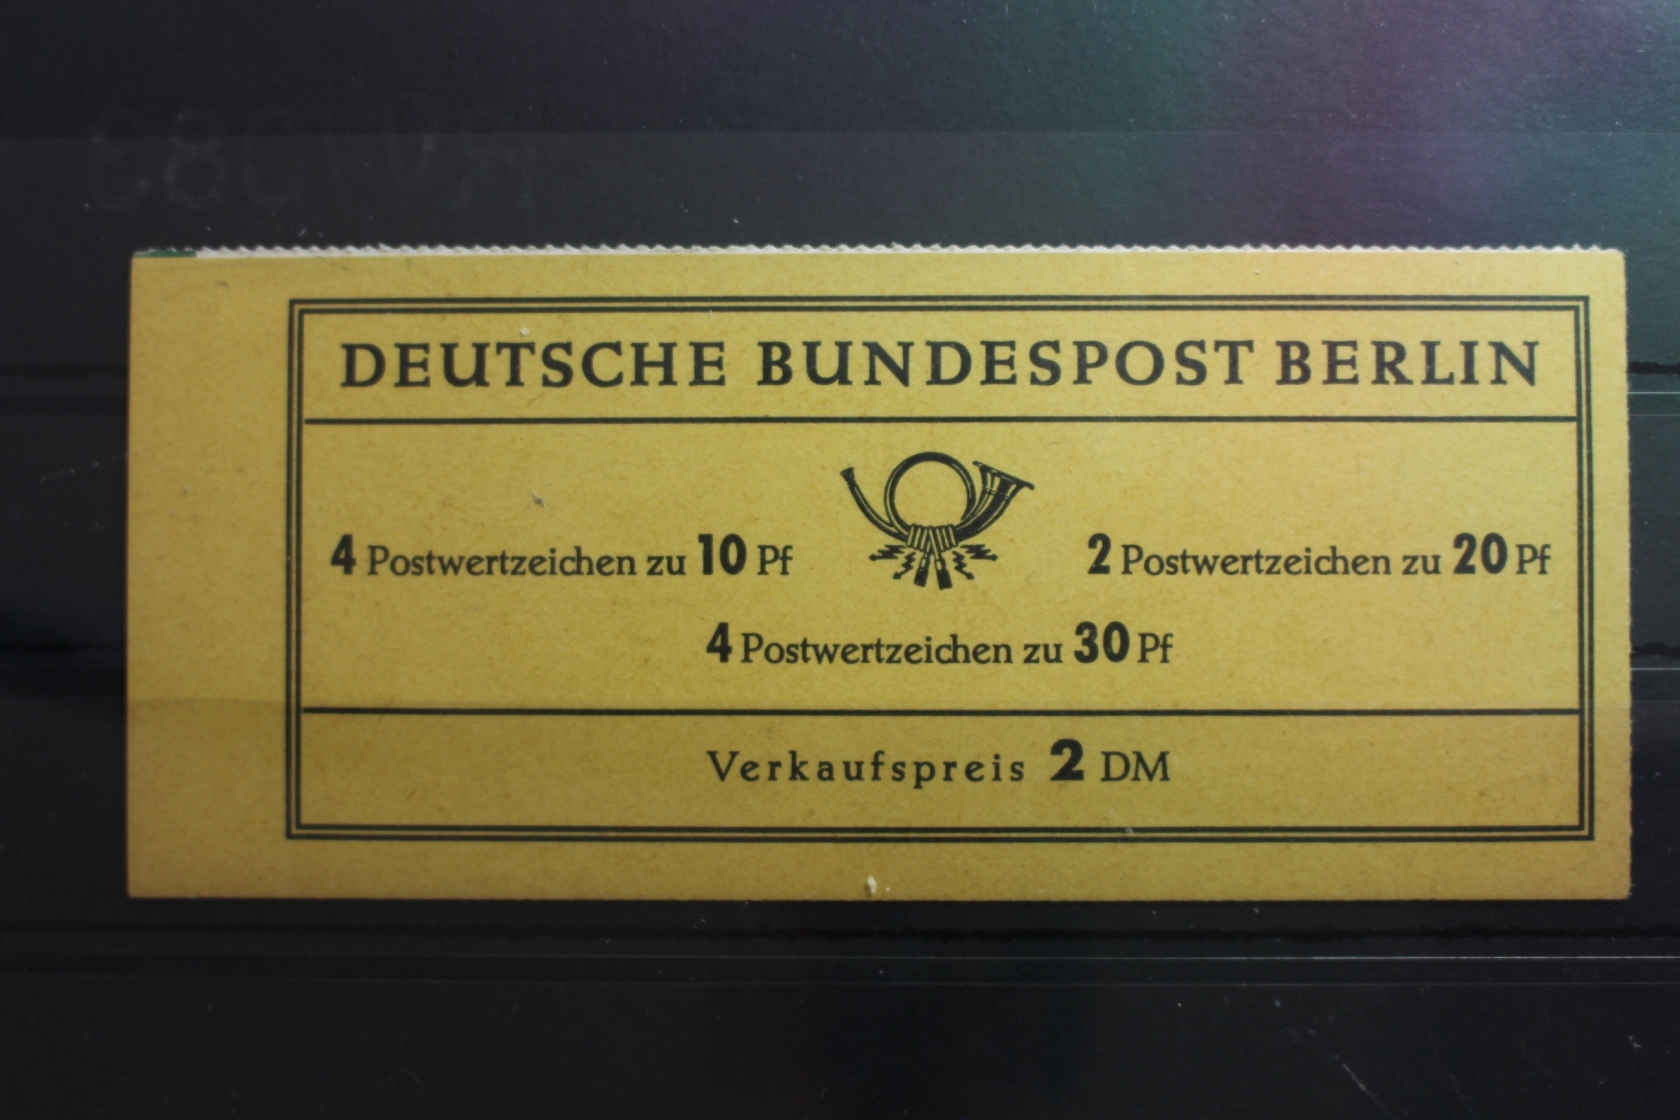 DEUTSCHE BUNDESPOST BERLIN
4 Postwertzeichen zu 10 Pf
2 Postwertzeichen zu 20 Pf
4 Postwertzeichen zu 30 Pf
Verkaufspreis 2 DM